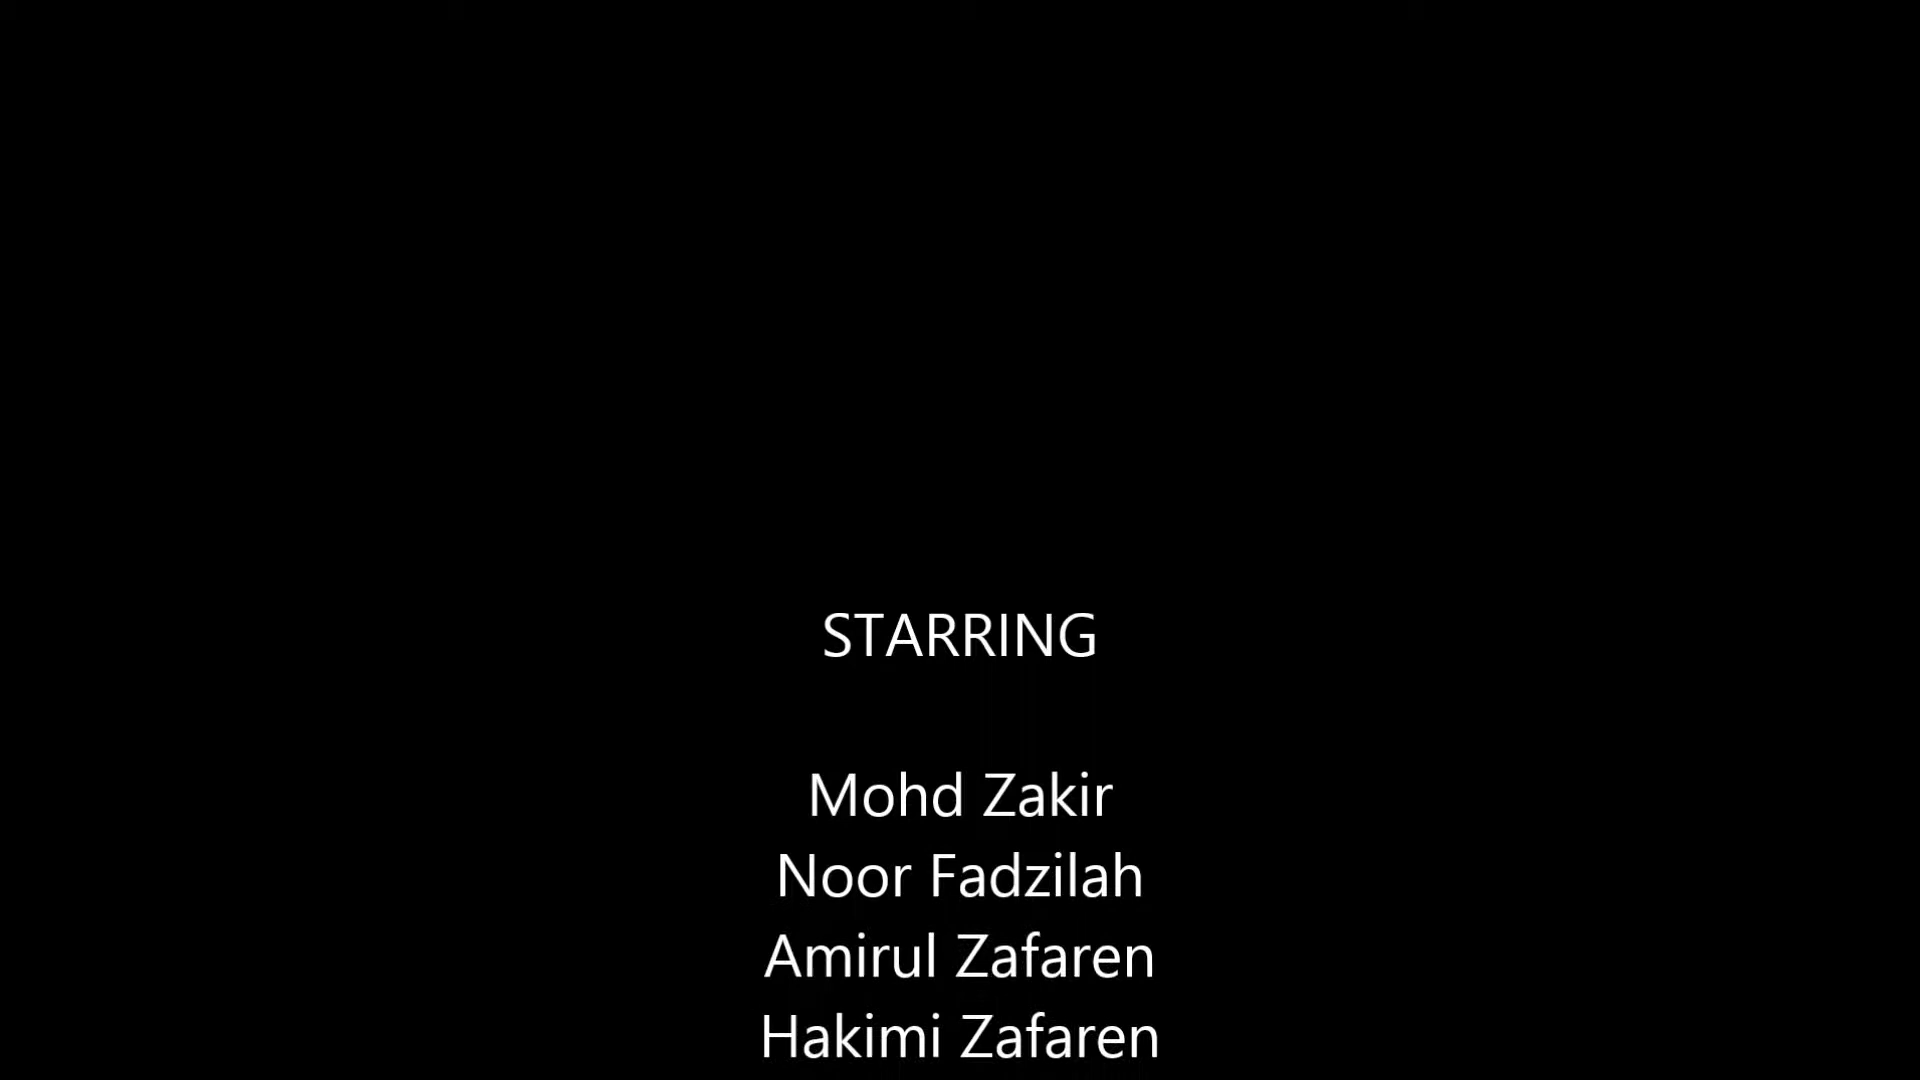 STARRING
Mohd Zakir
Noor Fadzilah
Amirul Zafaren
Hakimi Zafaren